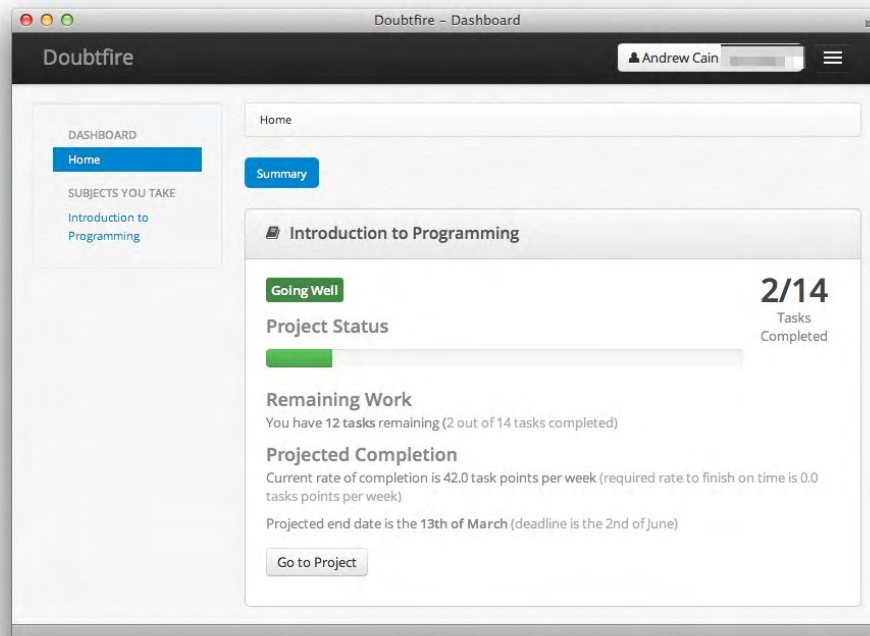 Doubtfire – Dashboard
Doubtfire
Andrew Cain
DASHBOARD
Home
SUBJECTS YOU TAKE
Introduction to
Programming
Home
Summary
Introduction to Programming
Going Well
2/14
Tasks
Completed
Project Status
Remaining Work
You have 12 tasks remaining (2 out of 14 tasks completed)
Projected Completion
Current rate of completion is 42.0 task points per week (required rate to finish on time is 0.0
tasks points per week)
Projected end date is the 13th of March (deadline is the 2nd of June)
Go to Project